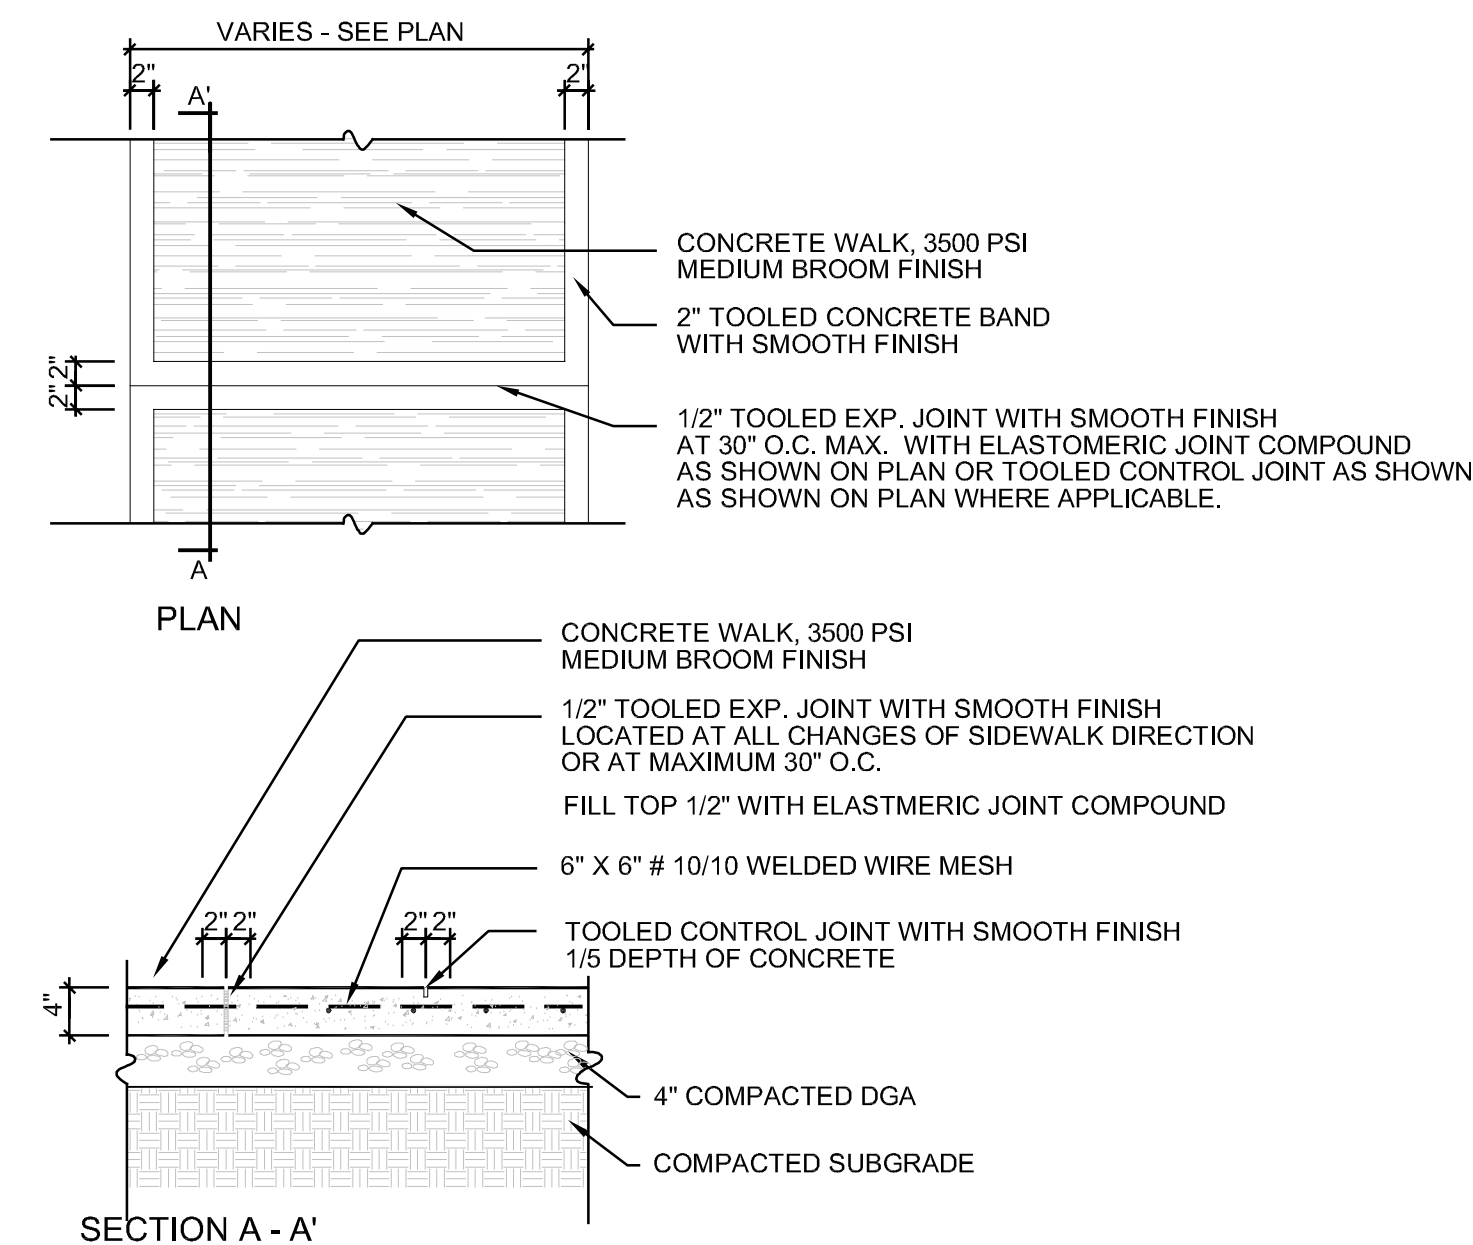 VARIES - SEE PLAN
2"
2"
A'
CONCRETE WALK, 3500 PSI
MEDIUM BROOM FINISH
2" TOOLED CONCRETE BAND
WITH SMOOTH FINISH
2"
2"
1/2" TOOLED EXP. JOINT WITH SMOOTH FINISH
AT 30" O.C. MAX. WITH ELASTOMERIC JOINT COMPOUND
AS SHOWN ON PLAN OR TOOLED CONTROL JOINT AS SHOWN
AS SHOWN ON PLAN WHERE APPLICABLE.
A
PLAN
CONCRETE WALK, 3500 PSI
MEDIUM BROOM FINISH
1/2" TOOLED EXP. JOINT WITH SMOOTH FINISH
LOCATED AT ALL CHANGES OF SIDEWALK DIRECTION
OR AT MAXIMUM 30" O.C.
FILL TOP 1/2" WITH ELASTMERIC JOINT COMPOUND
6" X 6" # 10/10 WELDED WIRE MESH
2" 2"
2" 2"
TOOLED CONTROL JOINT WITH SMOOTH FINISH
1/5 DEPTH OF CONCRETE
4"
4" COMPACTED DGA
COMPACTED SUBGRADE
SECTION A - A'